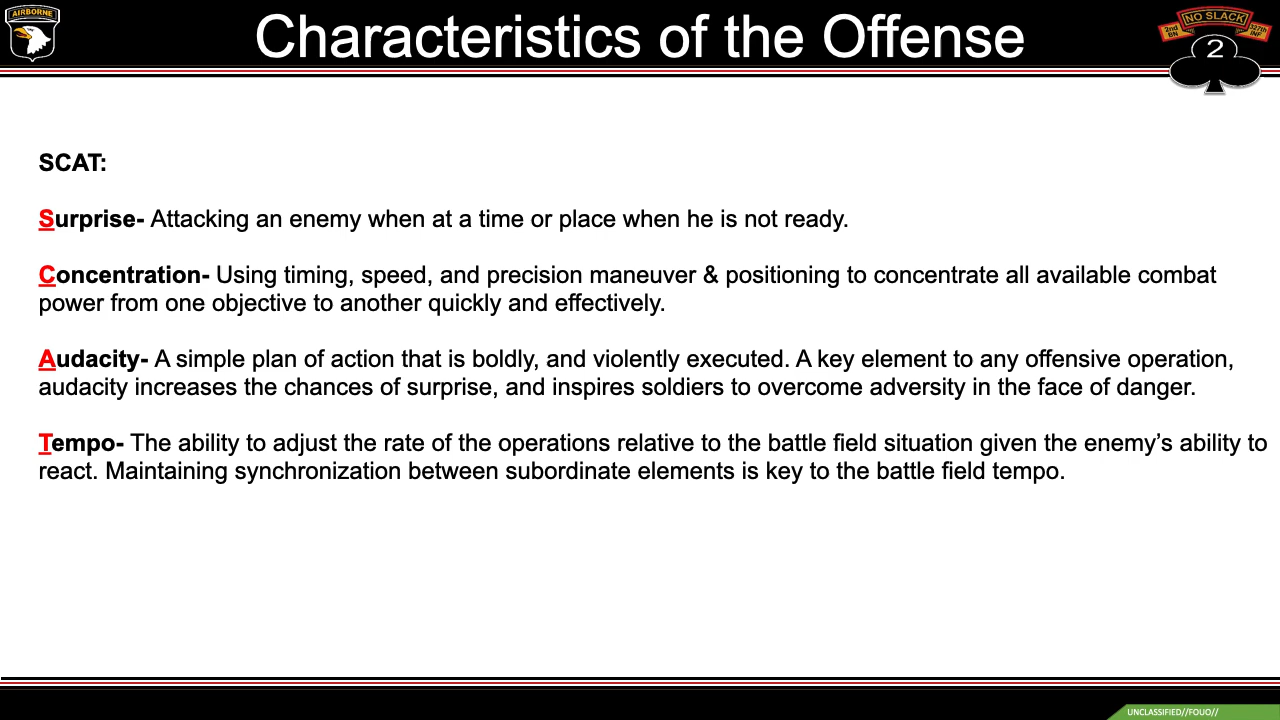 AIRBORNE
Characteristics of the Offense
NO SLACK
2nd BN
327th INF
2
SCAT:
Surprise- Attacking an enemy when at a time or place when he is not ready.
Concentration- Using timing, speed, and precision maneuver & positioning to concentrate all available combat
power from one objective to another quickly and effectively.
Audacity- A simple plan of action that is boldly, and violently executed. A key element to any offensive operation,
audacity increases the chances of surprise, and inspires soldiers to overcome adversity in the face of danger.
Tempo- The ability to adjust the rate of the operations relative to the battle field situation given the enemy’s ability to
react. Maintaining synchronization between subordinate elements is key to the battle field tempo.
UNCLASSIFIED//FOUO//